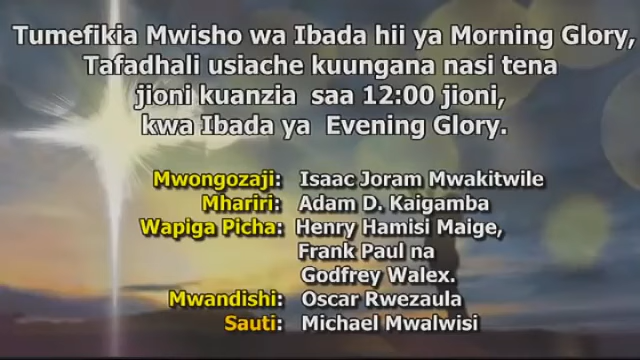 Tumefikia Mwisho wa Ibada hii ya Morning Glory,
Tafadhali usiache kuungana nasi tena
jioni kuanzia saa 12:00 jioni,
kwa Ibada ya Evening Glory.
Mwongozaji: Isaac Joram Mwakitwile
Mhariri: Adam D. Kaigamba
Wapiga Picha: Henry Hamisi Maige,
Frank Paul na
Godfrey Walex.
Mwandishi: Oscar Rwezaula
Sauti: Michael Mwalwisi